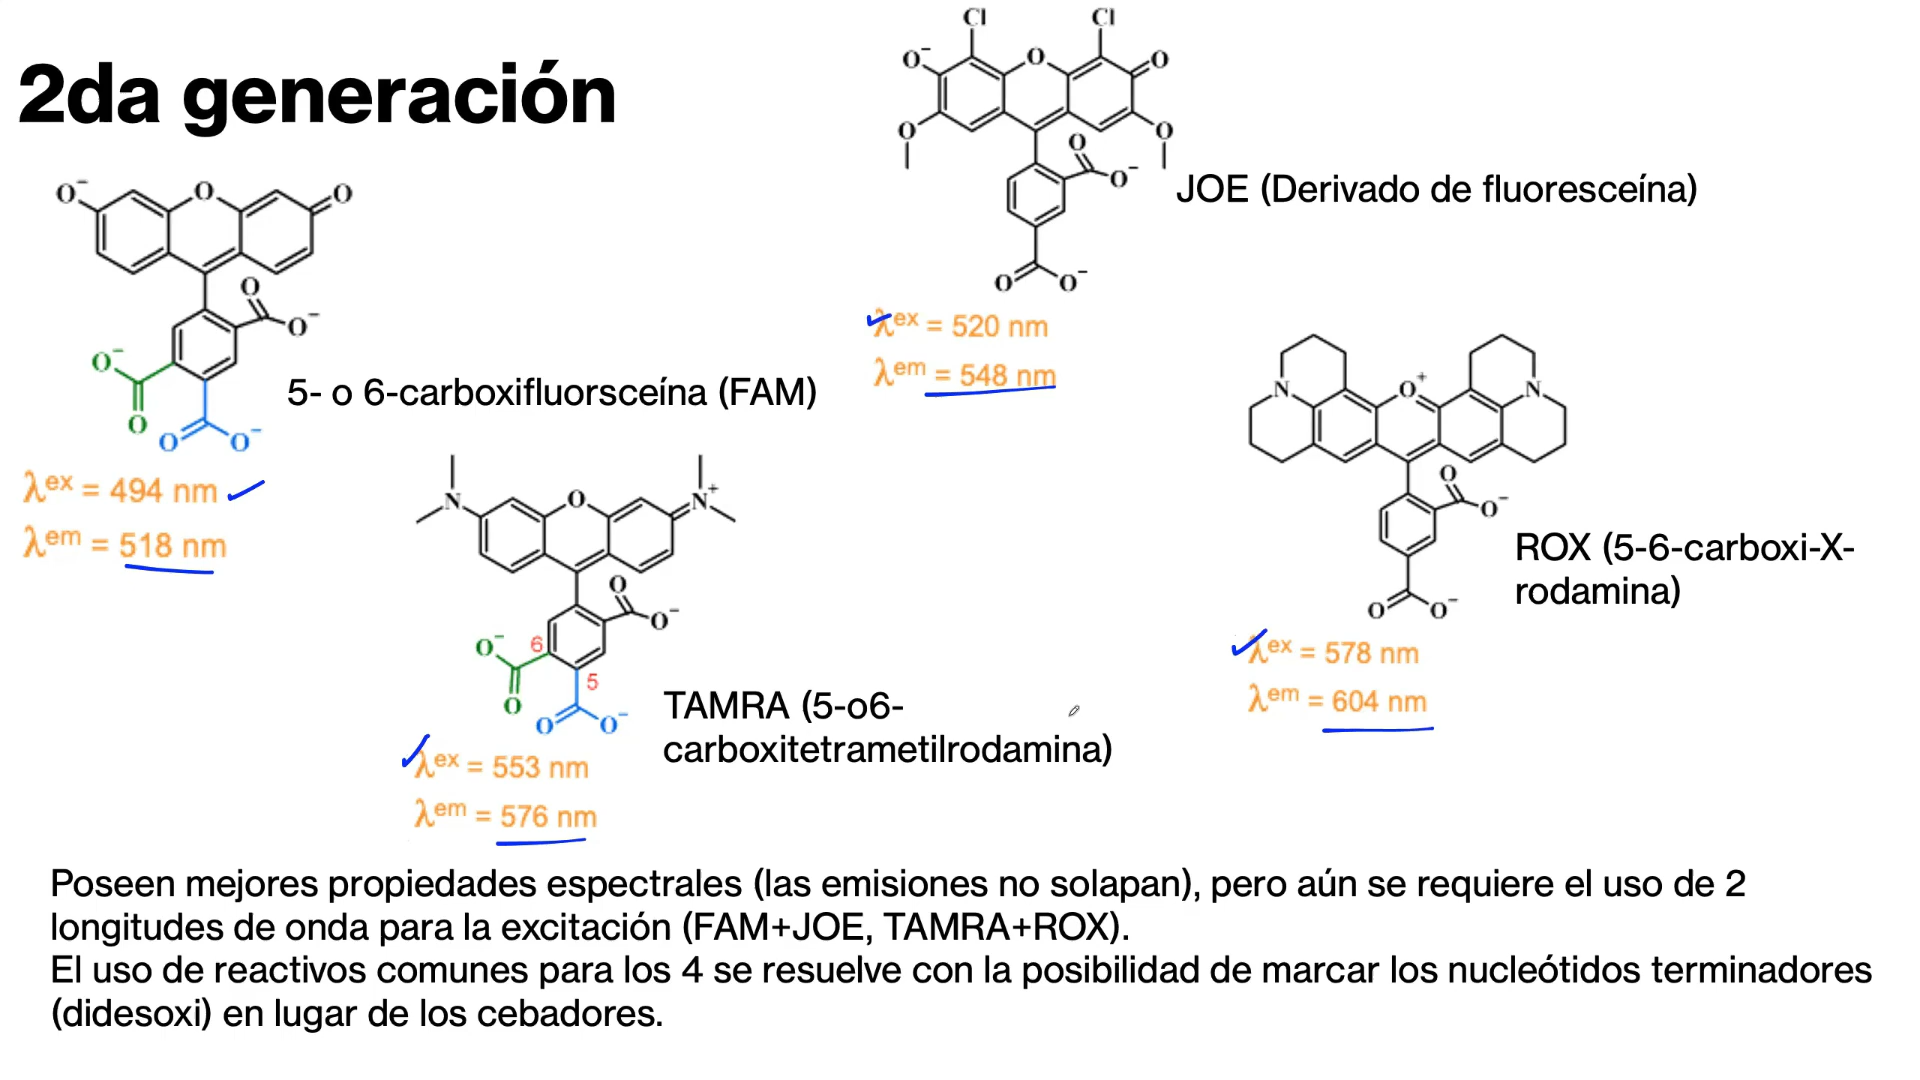 2da generación
Cl Cl
O⁻ O O
O O
O
O⁻
O O⁻
JOE (Derivado de fluoresceína)
λex = 520 nm
λem = 548 nm
O⁻ O O
O
O⁻
O⁻
O
O O⁻
5- o 6-carboxifluorsceína (FAM)
λex = 494 nm
λem = 518 nm
N O⁺ N
O
O⁻
O O⁻
ROX (5-6-carboxi-X-
rodamina)
λex = 578 nm
λem = 604 nm
N O N⁺
O
O⁻
O⁻ 6
5
O
O O⁻
TAMRA (5-o6-
carboxitetrametilrodamina)
λex = 553 nm
λem = 576 nm
Poseen mejores propiedades espectrales (las emisiones no solapan), pero aún se requiere el uso de 2
longitudes de onda para la excitación (FAM+JOE, TAMRA+ROX).
El uso de reactivos comunes para los 4 se resuelve con la posibilidad de marcar los nucleótidos terminadores
(didesoxi) en lugar de los cebadores.